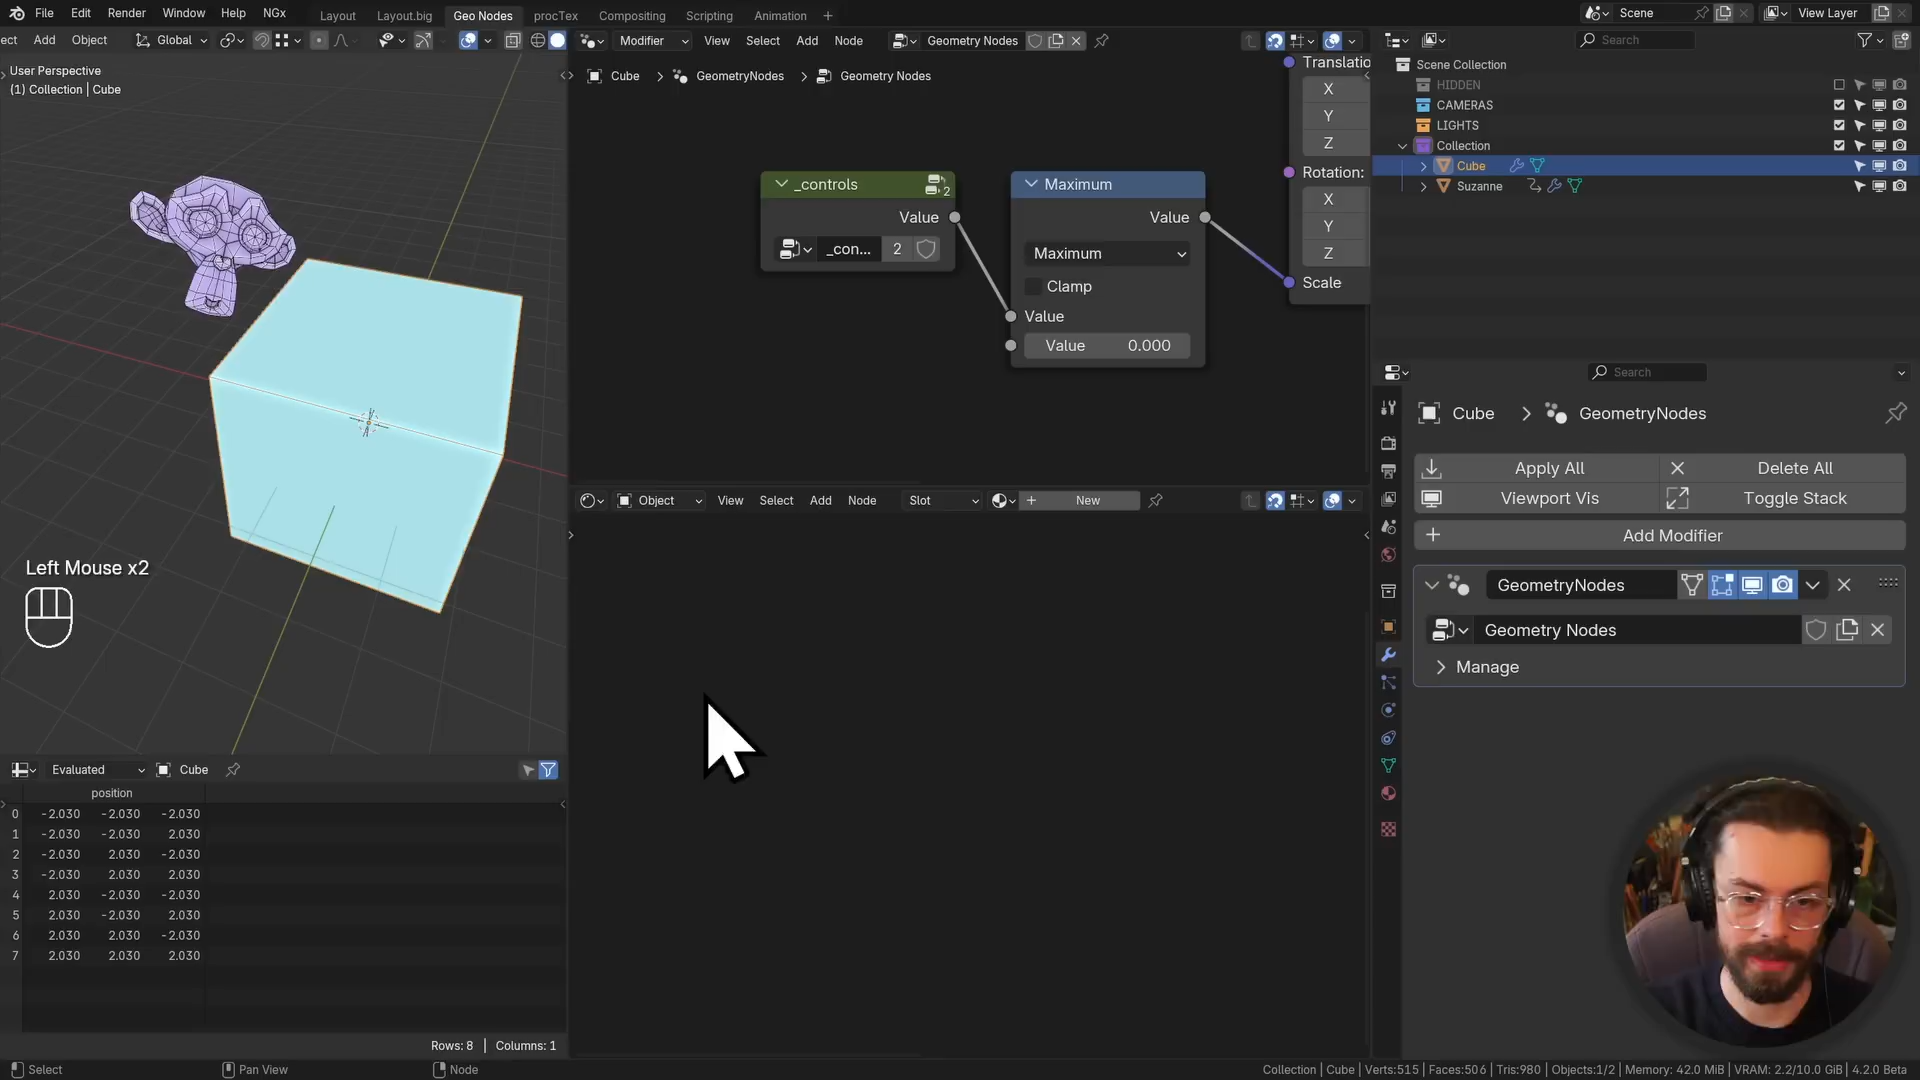 File Edit Render Window Help NGx Layout Layout.big Geo Nodes procTex Compositing Scripting Animation + Scene View Layer
ect Add Object Global Modifier View Select Add Node Geometry Nodes Search
User Perspective
(1) Collection | Cube
Cube > GeometryNodes > Geometry Nodes
Translatio
X
Y
Z
Rotation:
X
Y
Z
Scale
_controls
2
Value
_con... 2
Maximum
Value
Maximum
Clamp
Value
Value 0.000
Scene Collection
HIDDEN
CAMERAS
LIGHTS
Collection
Cube
Suzanne
Search
Cube > GeometryNodes
Apply All Delete All
Viewport Vis Toggle Stack
Add Modifier
GeometryNodes
Geometry Nodes
Manage
Object View Select Add Node Slot New
Left Mouse x2
Evaluated Cube
position
0 -2.030 -2.030 -2.030
1 -2.030 -2.030 2.030
2 -2.030 2.030 -2.030
3 -2.030 2.030 2.030
4 2.030 -2.030 -2.030
5 2.030 -2.030 2.030
6 2.030 2.030 -2.030
7 2.030 2.030 2.030
Rows: 8 | Columns: 1
Select Pan View Node Collection | Cube | Verts:515 | Faces:506 | Tris:980 | Objects:1/2 | Memory: 42.0 MiB | VRAM: 2.2/10.0 GiB | 4.2.0 Beta